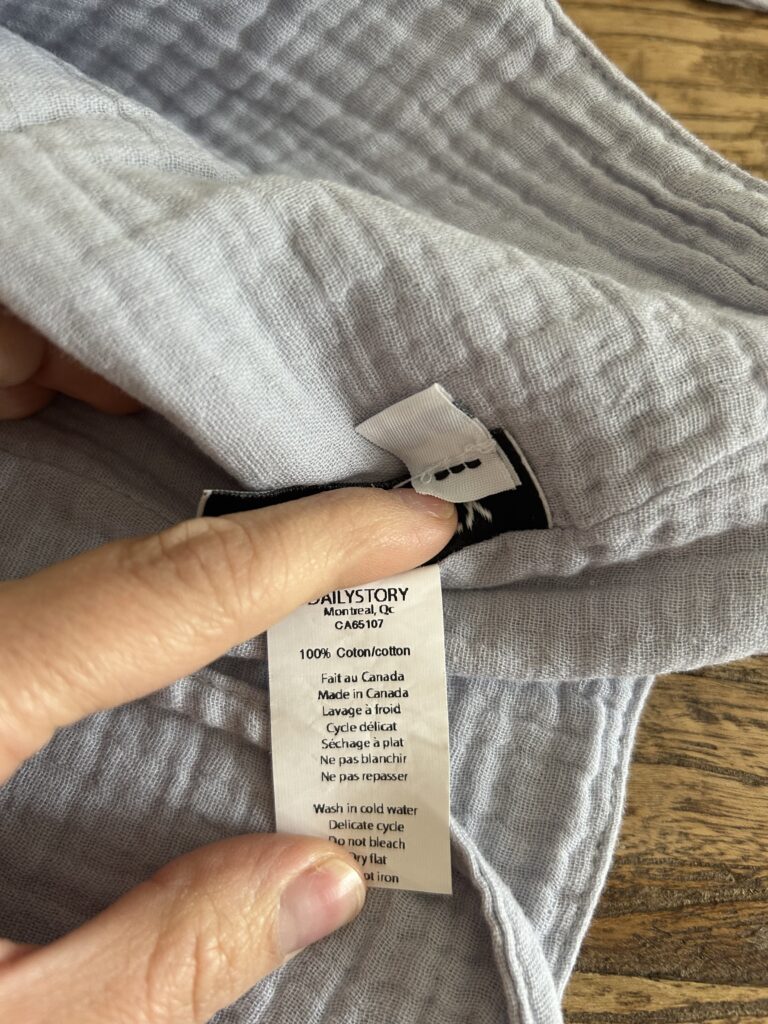 DAILYSTORY
Montreal, Qc
CA65107
100% Coton/cotton
Fait au Canada
Made in Canada
Lavage à froid
Cycle délicat
Séchage à plat
Ne pas blanchir
Ne pas repasser
Wash in cold water
Delicate cycle
Do not bleach
Dry flat
iron